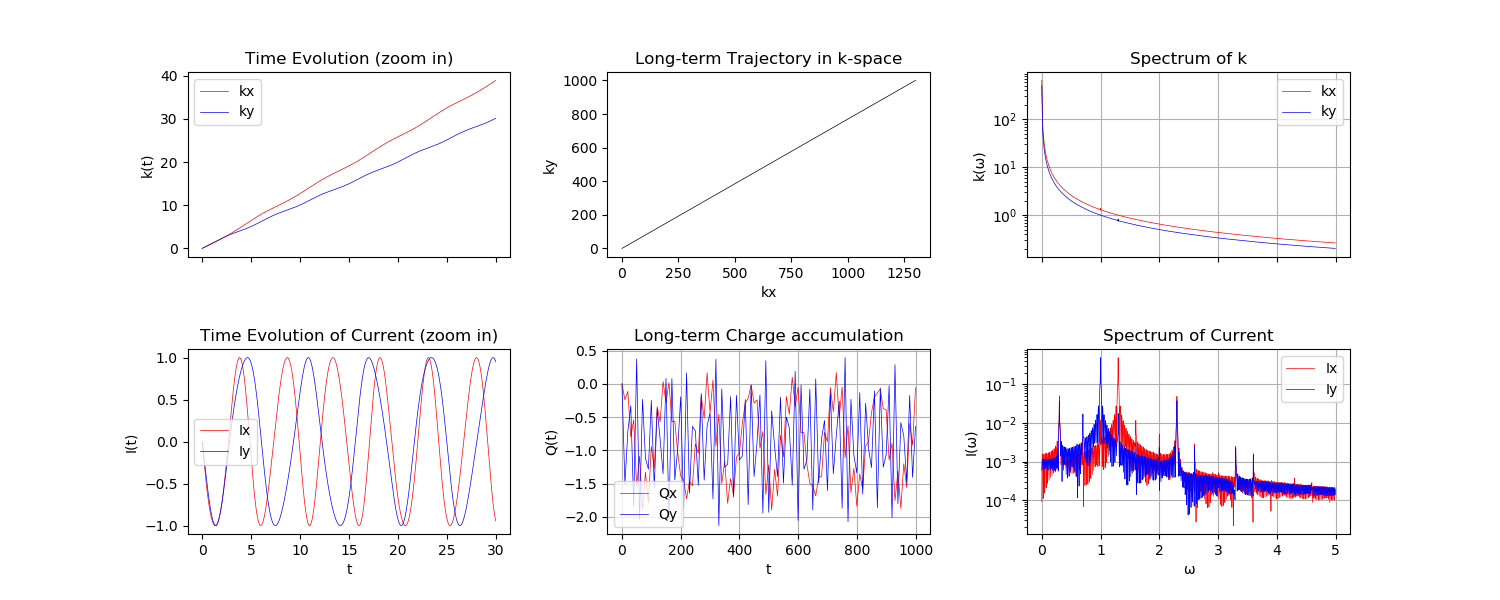 Time Evolution (zoom in)
k(t)
40
30
20
10
0
kx
ky
Long-term Trajectory in k-space
ky
1000
800
600
400
200
0
0 250 500 750 1000 1250
kx
Spectrum of k
k(ω)
10²
10¹
10⁰
kx
ky
Time Evolution of Current (zoom in)
I(t)
1.0
0.5
0.0
−0.5
−1.0
Ix
Iy
0 5 10 15 20 25 30
t
Long-term Charge accumulation
Q(t)
0.5
0.0
−0.5
−1.0
−1.5
−2.0
Qx
Qy
0 200 400 600 800 1000
t
Spectrum of Current
I(ω)
10⁻¹
10⁻²
10⁻³
10⁻⁴
Ix
Iy
0 1 2 3 4 5
ω